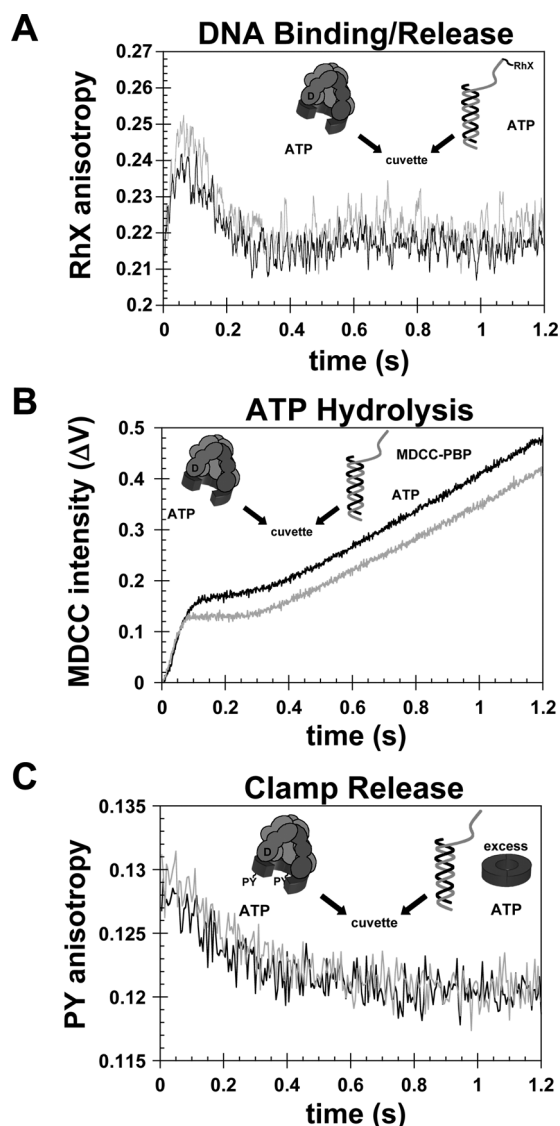 A
DNA Binding/Release
0.27
0.26
0.25
0.24
0.23
0.22
0.21
0.2
RhX anisotropy
D
ATP
RhX
ATP
cuvette
0 0.2 0.4 0.6 0.8 1 1.2
time (s)
B
ATP Hydrolysis
0.5
0.4
0.3
0.2
0.1
0
MDCC intensity (ΔV)
D
ATP
MDCC-PBP
ATP
cuvette
0 0.2 0.4 0.6 0.8 1 1.2
time (s)
C
Clamp Release
0.135
0.13
0.125
0.12
0.115
PY anisotropy
D
PY PY
ATP
excess
ATP
cuvette
0 0.2 0.4 0.6 0.8 1 1.2
time (s)